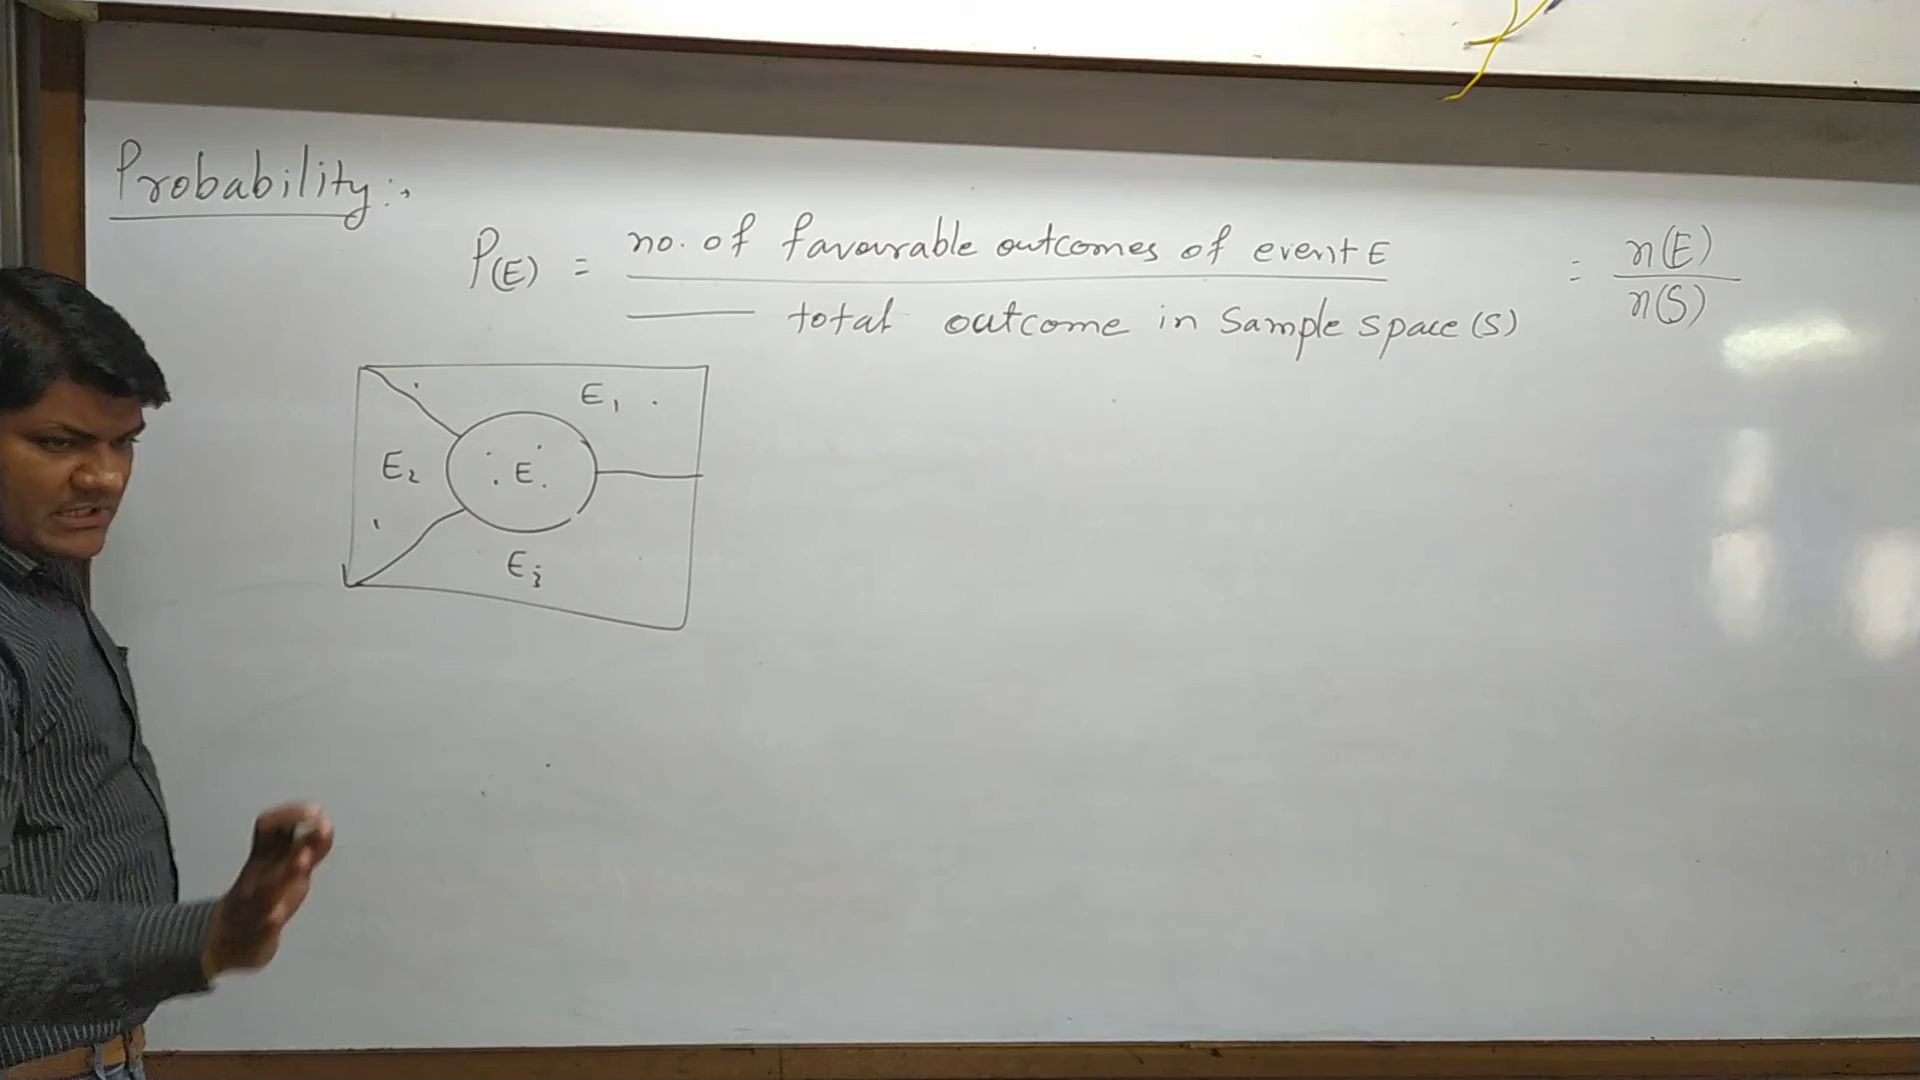 Probability:,
P(E) = no. of favourable outcomes of event E / —— total outcome in Sample space (S) = n(E) / n(S)
E1
E2
E
E3